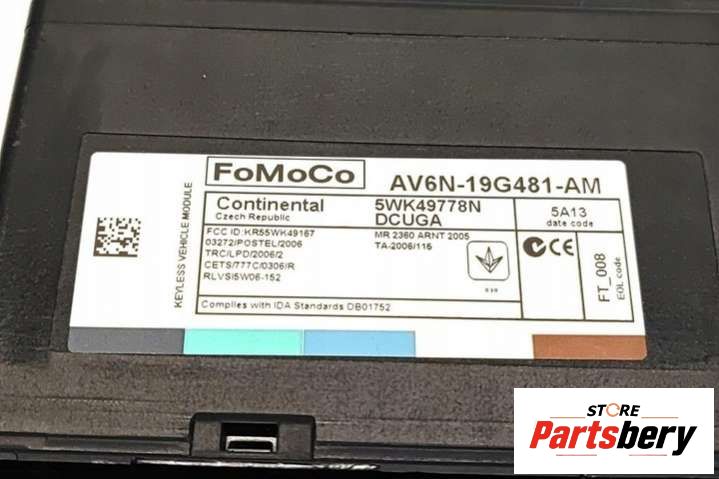 FoMoCo
AV6N-19G481-AM
KEYLESS VEHICLE MODULE
Continental
Czech Republic
5WK49778N
DCUGA
5A13
date code
FCC ID:KR55WK49167
03272/POSTEL/2006
TRC/LPD/2006/2
CETS/777C/0306/R
RLVSI5W06-152
MR 2360 ARNT 2005
TA-2006/115
CE
FT_008
EOL code
Complies with IDA Standards DB01752
STORE
Partsbery